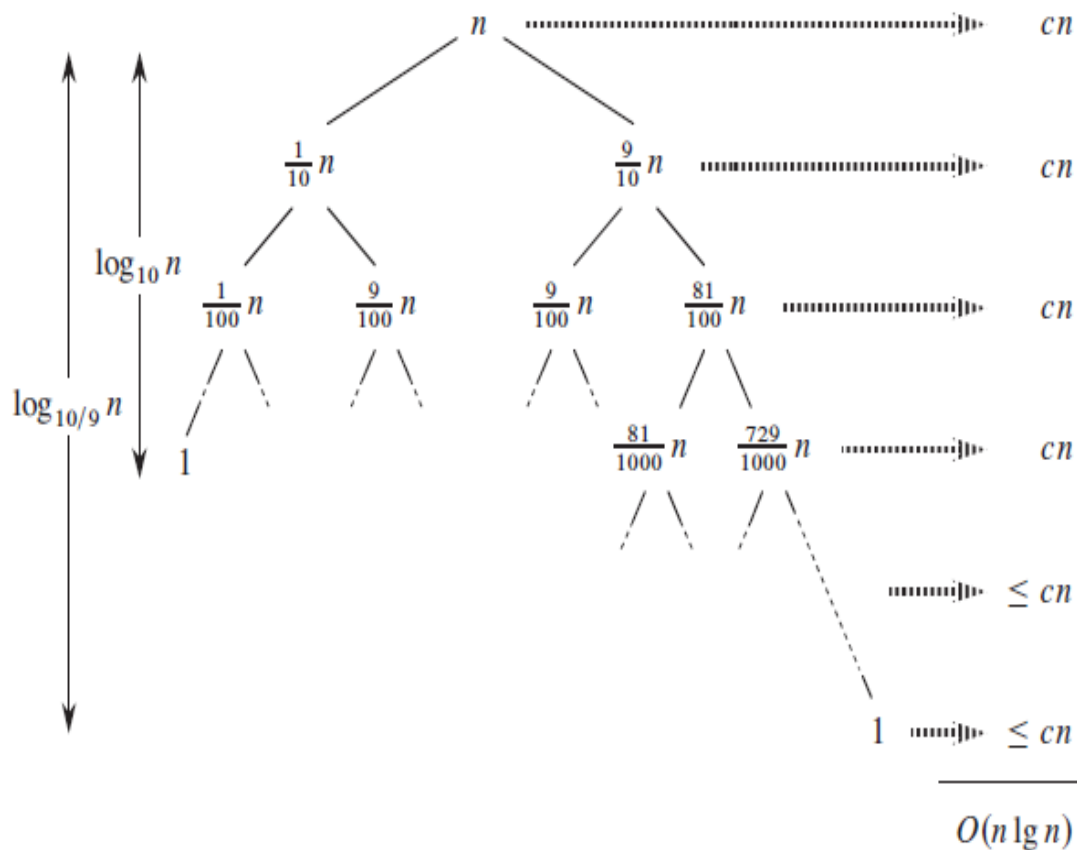 n cn
1/10 n 9/10 n cn
log₁₀ n
1/100 n 9/100 n 9/100 n 81/100 n cn
log₁₀/₉ n
1 81/1000 n 729/1000 n cn
≤ cn
1 ≤ cn
O(n lg n)